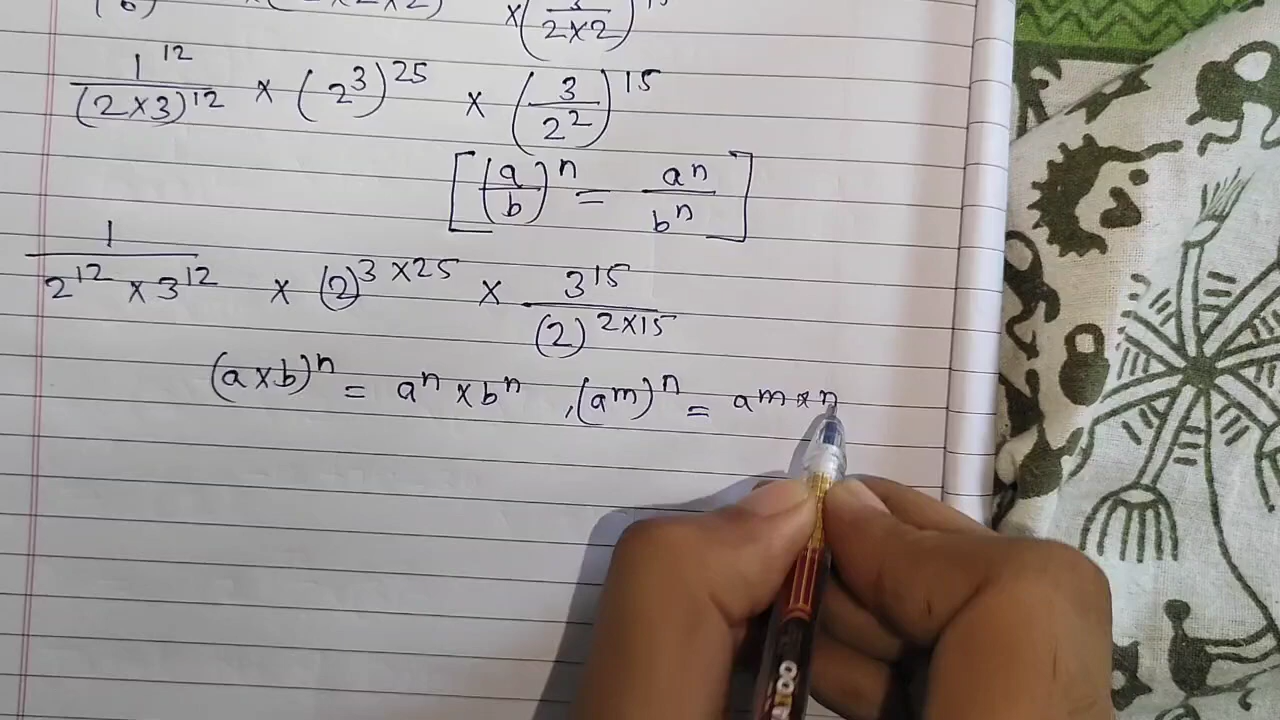 1^12 / (2×3)^12 × (2^3)^25 × (3/2^2)^15
[(a/b)^n = a^n/b^n]
1 / 2^12 × 3^12 × (2)^3×25 × 3^15 / (2)^2×15
(a×b)^n = a^n × b^n , (a^m)^n = a^m×n